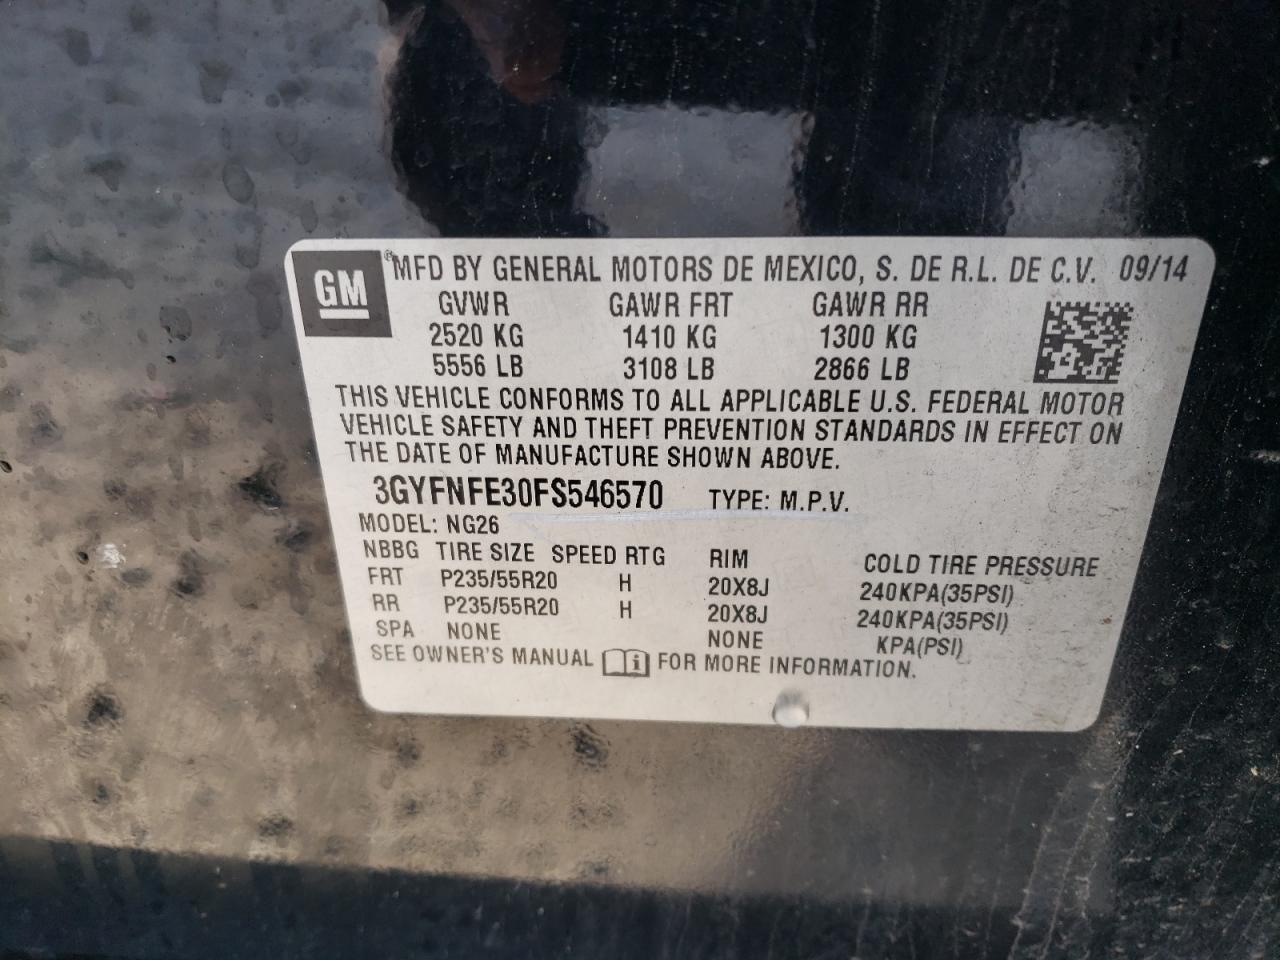 GM ® MFD BY GENERAL MOTORS DE MEXICO, S. DE R.L. DE C.V. 09/14
GVWR GAWR FRT GAWR RR
2520 KG 1410 KG 1300 KG
5556 LB 3108 LB 2866 LB
THIS VEHICLE CONFORMS TO ALL APPLICABLE U.S. FEDERAL MOTOR
VEHICLE SAFETY AND THEFT PREVENTION STANDARDS IN EFFECT ON
THE DATE OF MANUFACTURE SHOWN ABOVE.
3GYFNFE30FS546570 TYPE: M.P.V.
MODEL: NG26
NBBG TIRE SIZE SPEED RTG RIM COLD TIRE PRESSURE
FRT P235/55R20 H 20X8J 240KPA(35PSI)
RR P235/55R20 H 20X8J 240KPA(35PSI)
SPA NONE NONE KPA(PSI)
SEE OWNER'S MANUAL i FOR MORE INFORMATION.